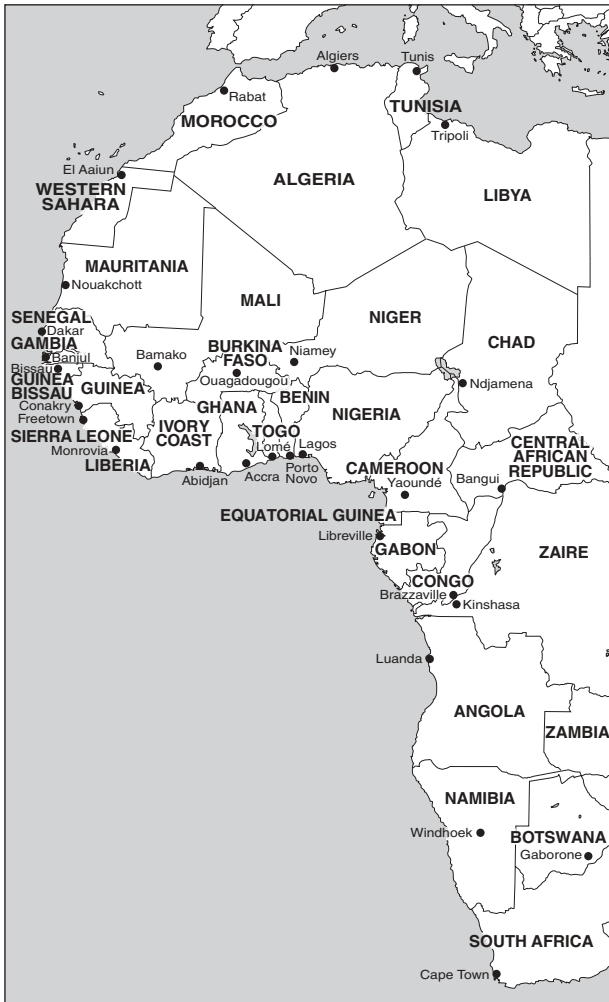 Algiers
Tunis
Rabat
TUNISIA
MOROCCO
Tripoli
El Aaiun
ALGERIA
WESTERN
SAHARA
LIBYA
MAURITANIA
Nouakchott
MALI
NIGER
SENEGAL
Dakar
GAMBIA
Banjul
Bissau
GUINEA
BISSAU
GUINEA
Bamako
BURKINA
FASO
Niamey
Ouagadougou
CHAD
Ndjamena
Conakry
Freetown
SIERRA LEONE
Monrovia
LIBERIA
IVORY
COAST
GHANA
BENIN
TOGO
NIGERIA
Lomé
Lagos
Abidjan
Accra
Porto
Novo
CAMEROON
Yaoundé
CENTRAL
AFRICAN
REPUBLIC
Bangui
EQUATORIAL GUINEA
Libreville
GABON
ZAIRE
CONGO
Brazzaville
Kinshasa
Luanda
ANGOLA
ZAMBIA
NAMIBIA
Windhoek
BOTSWANA
Gaborone
SOUTH AFRICA
Cape Town